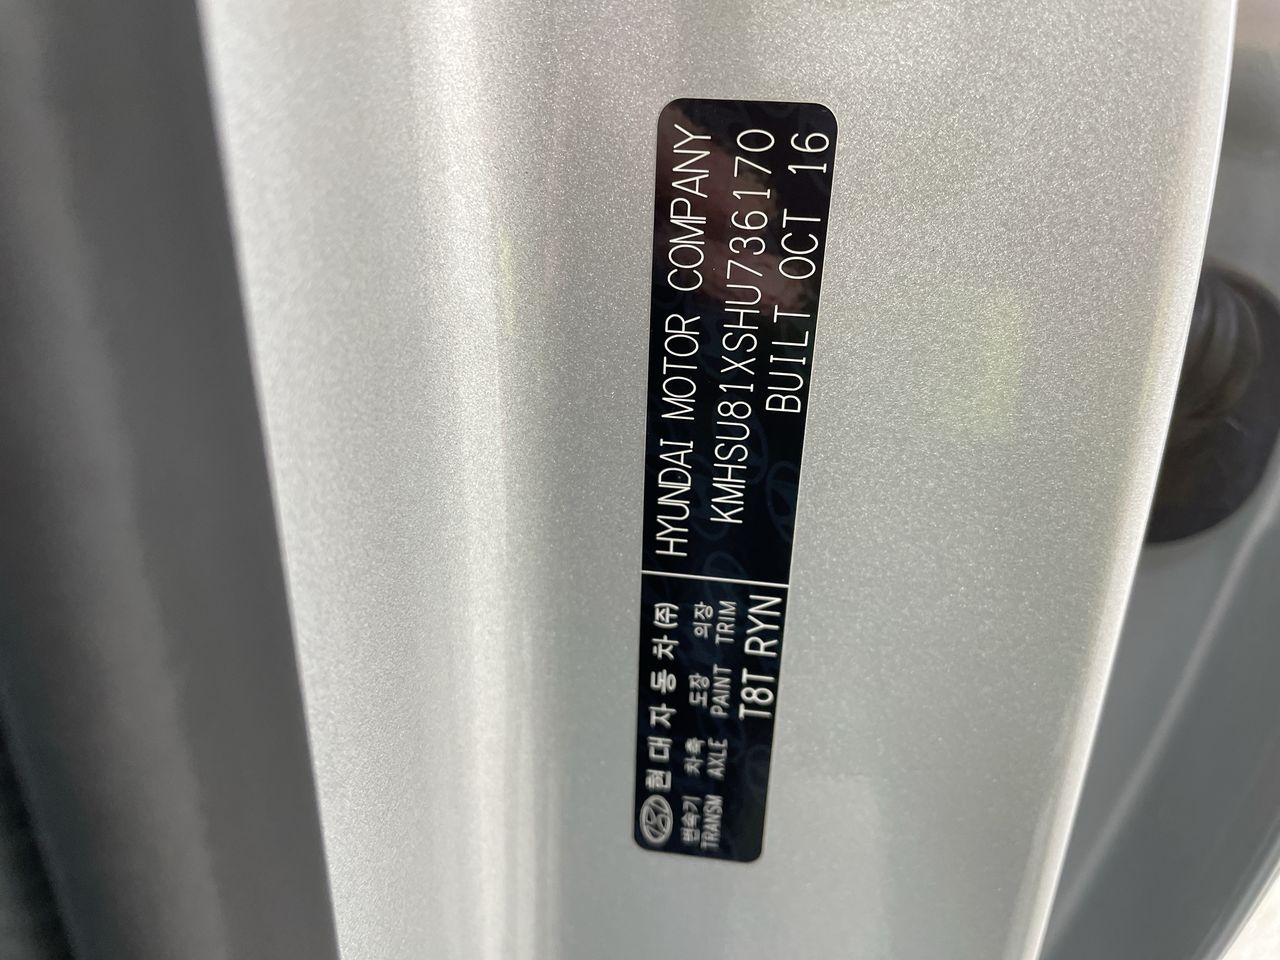 HYUNDAI MOTOR COMPANY
KMHSU81XSHU736170
BUILT OCT 16
현대자동차(주)
변속기 차축 도장 의장
TRANSM AXLE PAINT TRIM
T8T RYN